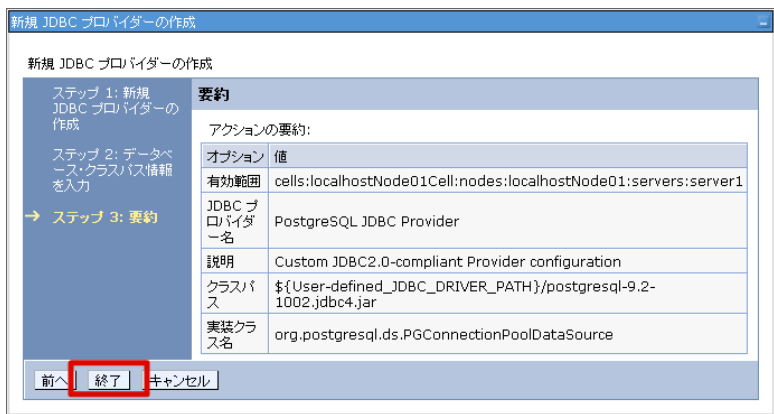 新規 JDBC プロバイダーの作成
新規 JDBC プロバイダーの作成
ステップ 1: 新規
JDBC プロバイダーの
作成
ステップ 2: データベ
ース・クラスパス情報
を入力
ステップ 3: 要約
要約
アクションの要約:
オプション 値
有効範囲 cells:localhostNode01Cell:nodes:localhostNode01:servers:server1
JDBC プ
ロバイダ
ー名
PostgreSQL JDBC Provider
説明 Custom JDBC2.0-compliant Provider configuration
クラスパ
ス
${User-defined_JDBC_DRIVER_PATH}/postgresql-9.2-
1002.jdbc4.jar
実装クラ
ス名
org.postgresql.ds.PGConnectionPoolDataSource
前へ 終了 キャンセル